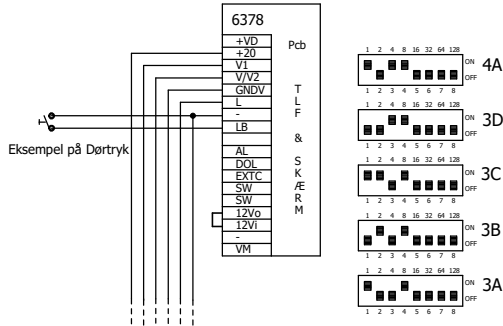 6378
Pcb
+VD
+20
V1
V/V2
GNDV
L
-
LB
AL
DOL
EXTC
SW
SW
12Vo
12Vi
-
VM
TLF & SKÆRM
Eksempel på Dørtryk
1 2 4 8 16 32 64 128
ON
OFF
1 2 3 4 5 6 7 8
4A
1 2 4 8 16 32 64 128
ON
OFF
1 2 3 4 5 6 7 8
3D
1 2 4 8 16 32 64 128
ON
OFF
1 2 3 4 5 6 7 8
3C
1 2 4 8 16 32 64 128
ON
OFF
1 2 3 4 5 6 7 8
3B
1 2 4 8 16 32 64 128
ON
OFF
1 2 3 4 5 6 7 8
3A